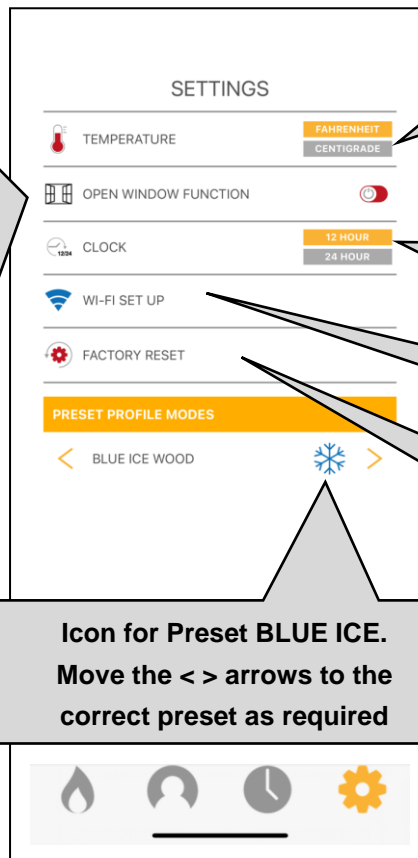 SETTINGS
TEMPERATURE
FAHRENHEIT
CENTIGRADE
OPEN WINDOW FUNCTION
12/24
CLOCK
12 HOUR
24 HOUR
WI-FI SET UP
FACTORY RESET
PRESET PROFILE MODES
< BLUE ICE WOOD >
Icon for Preset BLUE ICE.
Move the < > arrows to the
correct preset as required